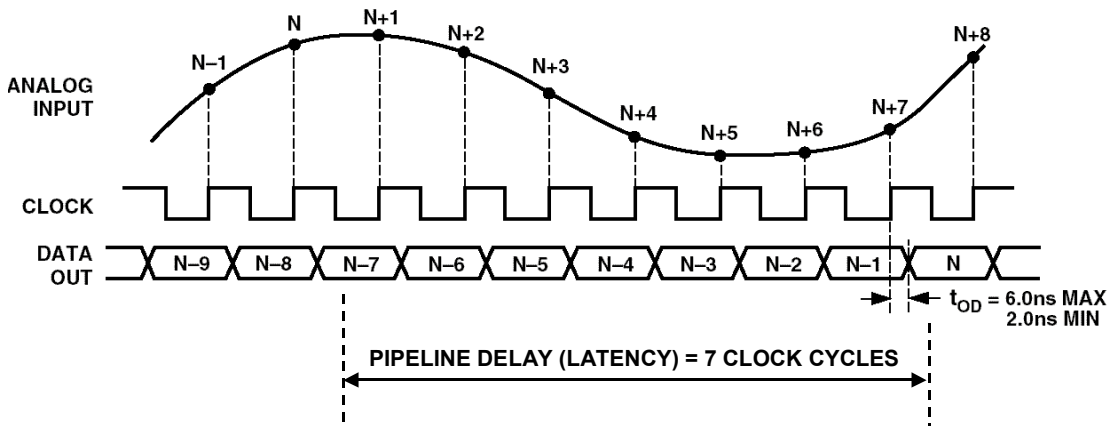 N–1
N
N+1
N+2
N+3
N+4
N+5
N+6
N+7
N+8
ANALOG
INPUT
CLOCK
DATA
OUT
N–9
N–8
N–7
N–6
N–5
N–4
N–3
N–2
N–1
N
tOD = 6.0ns MAX
2.0ns MIN
PIPELINE DELAY (LATENCY) = 7 CLOCK CYCLES